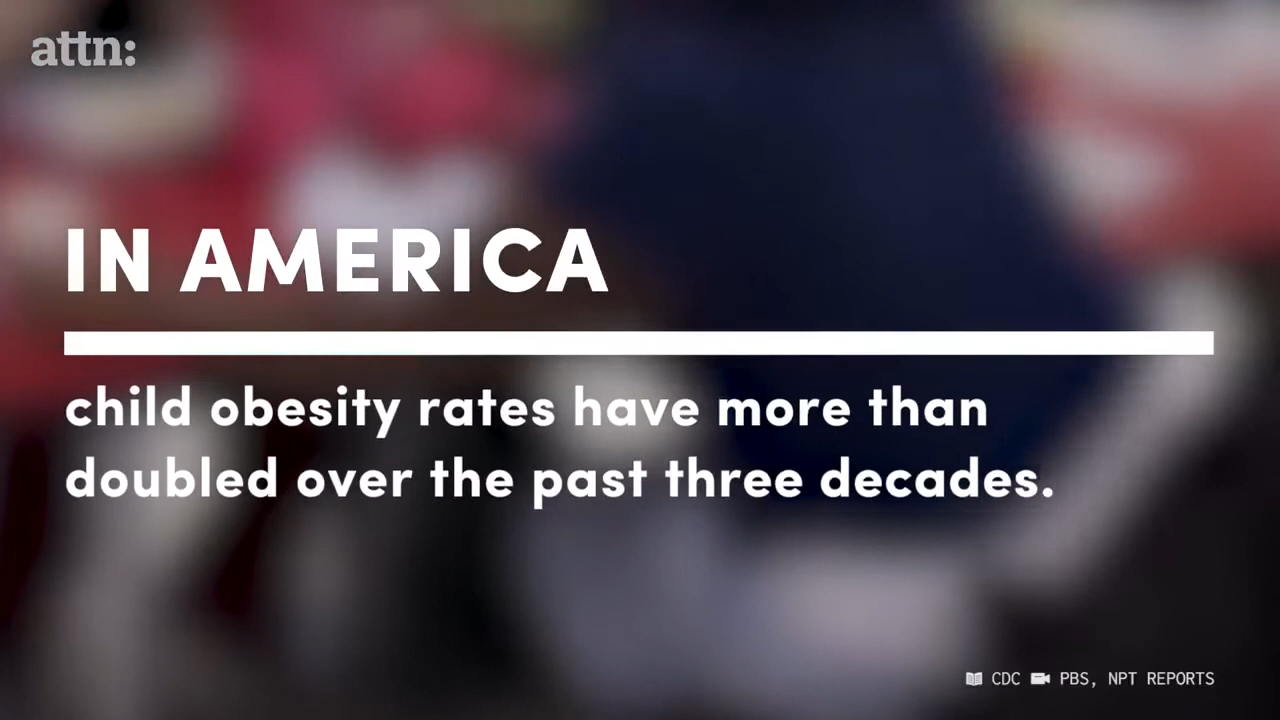 attn:
IN AMERICA
child obesity rates have more than
doubled over the past three decades.
CDC PBS, NPT REPORTS